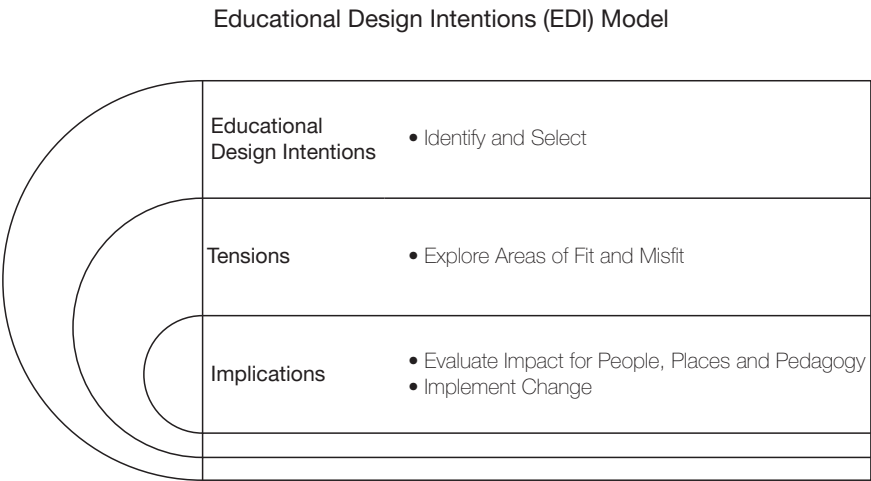 Educational Design Intentions (EDI) Model
Educational
Design Intentions
• Identify and Select
Tensions
• Explore Areas of Fit and Misfit
Implications
• Evaluate Impact for People, Places and Pedagogy
• Implement Change